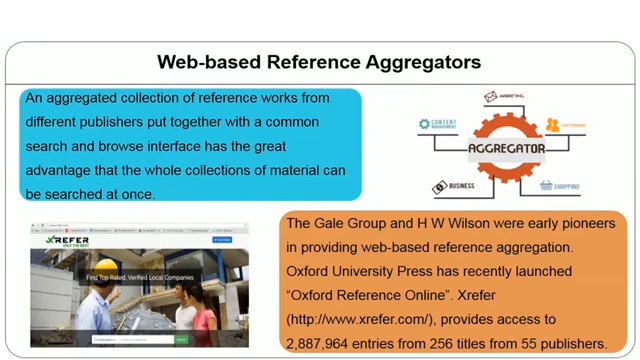 Web-based Reference Aggregators
An aggregated collection of reference works from
different publishers put together with a common
search and browse interface has the great
advantage that the whole collections of material can
be searched at once.
MARKETING
CONTENT
MANAGEMENT
AGGREGATOR
BUSINESS
SHOPPING
XREFER
ONLY THE BEST
Find Top Rated, Verified Local Companies
The Gale Group and H W Wilson were early pioneers
in providing web-based reference aggregation.
Oxford University Press has recently launched
“Oxford Reference Online”. Xrefer
(http://www.xrefer.com/), provides access to
2,887,964 entries from 256 titles from 55 publishers.